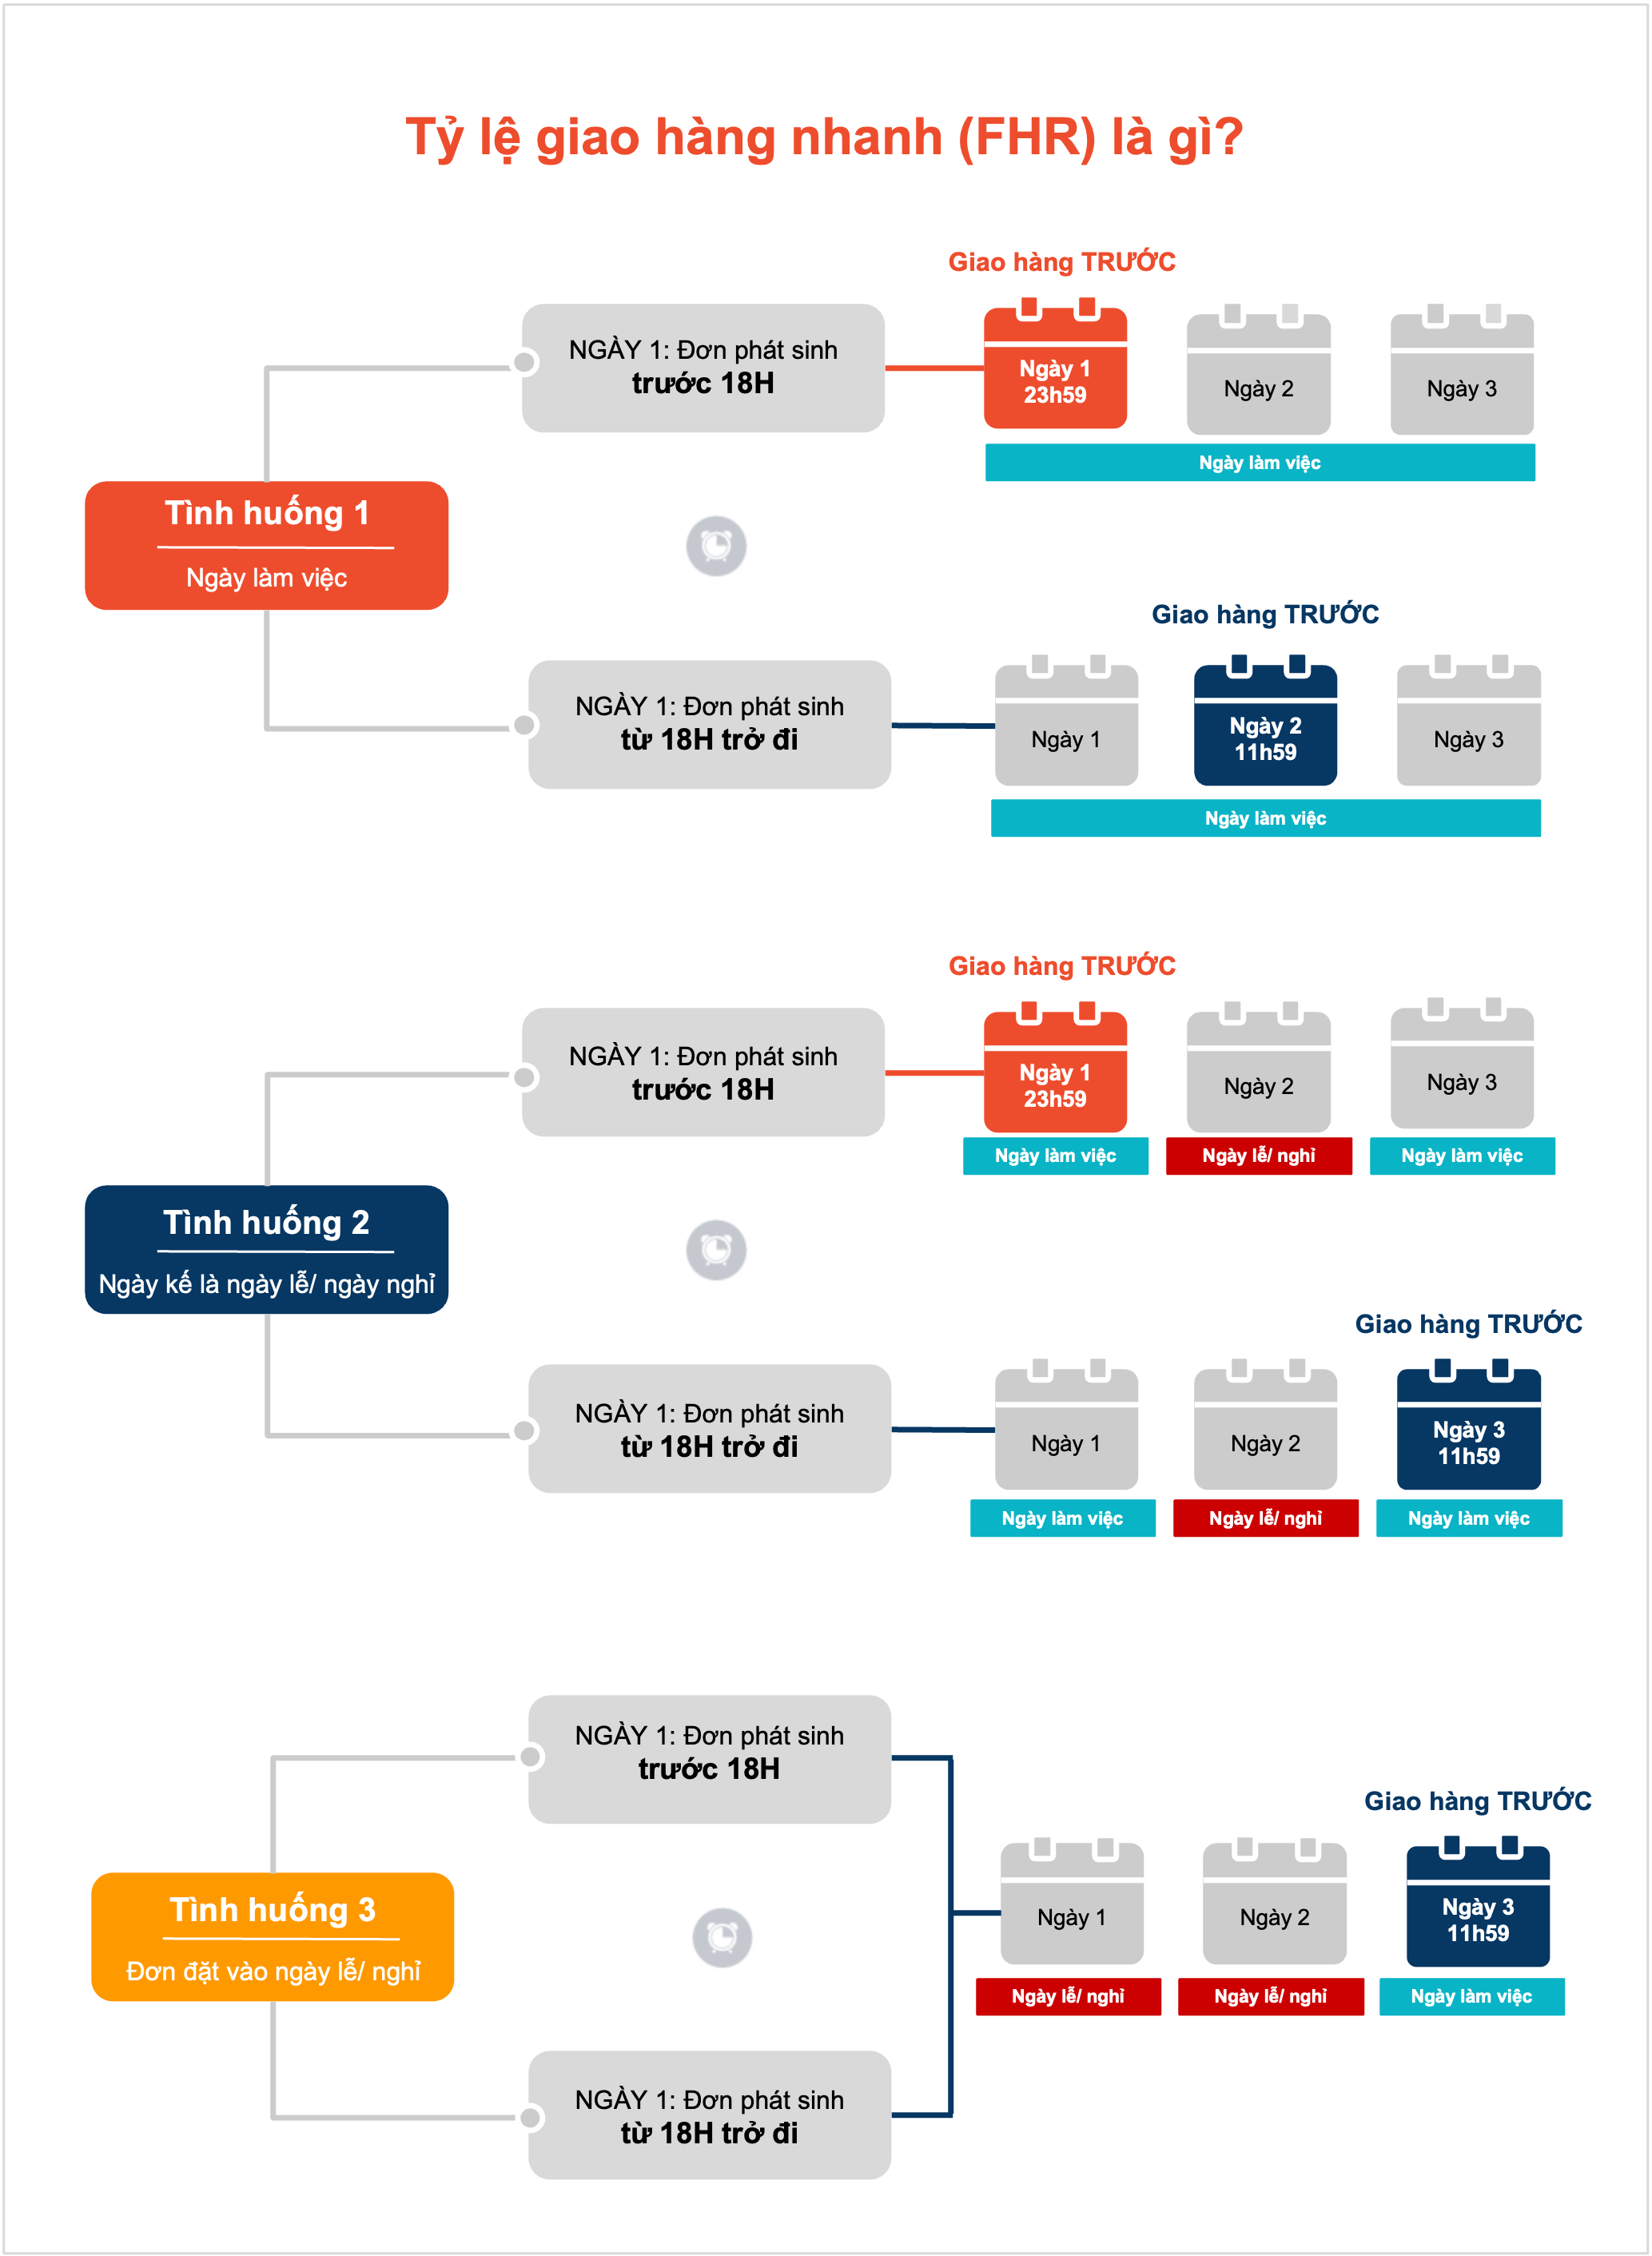 Tỷ lệ giao hàng nhanh (FHR) là gì?
Giao hàng TRƯỚC
NGÀY 1: Đơn phát sinh
trước 18H
Ngày 1
23h59
Ngày 2
Ngày 3
Ngày làm việc
Tình huống 1
Ngày làm việc
Giao hàng TRƯỚC
NGÀY 1: Đơn phát sinh
từ 18H trở đi
Ngày 1
Ngày 2
11h59
Ngày 3
Ngày làm việc
Giao hàng TRƯỚC
NGÀY 1: Đơn phát sinh
trước 18H
Ngày 1
23h59
Ngày 2
Ngày 3
Ngày làm việc
Ngày lễ/ nghỉ
Ngày làm việc
Tình huống 2
Ngày kế là ngày lễ/ ngày nghỉ
Giao hàng TRƯỚC
NGÀY 1: Đơn phát sinh
từ 18H trở đi
Ngày 1
Ngày 2
Ngày 3
11h59
Ngày làm việc
Ngày lễ/ nghỉ
Ngày làm việc
NGÀY 1: Đơn phát sinh
trước 18H
Giao hàng TRƯỚC
Tình huống 3
Đơn đặt vào ngày lễ/ nghỉ
Ngày 1
Ngày 2
Ngày 3
11h59
Ngày lễ/ nghỉ
Ngày lễ/ nghỉ
Ngày làm việc
NGÀY 1: Đơn phát sinh
từ 18H trở đi